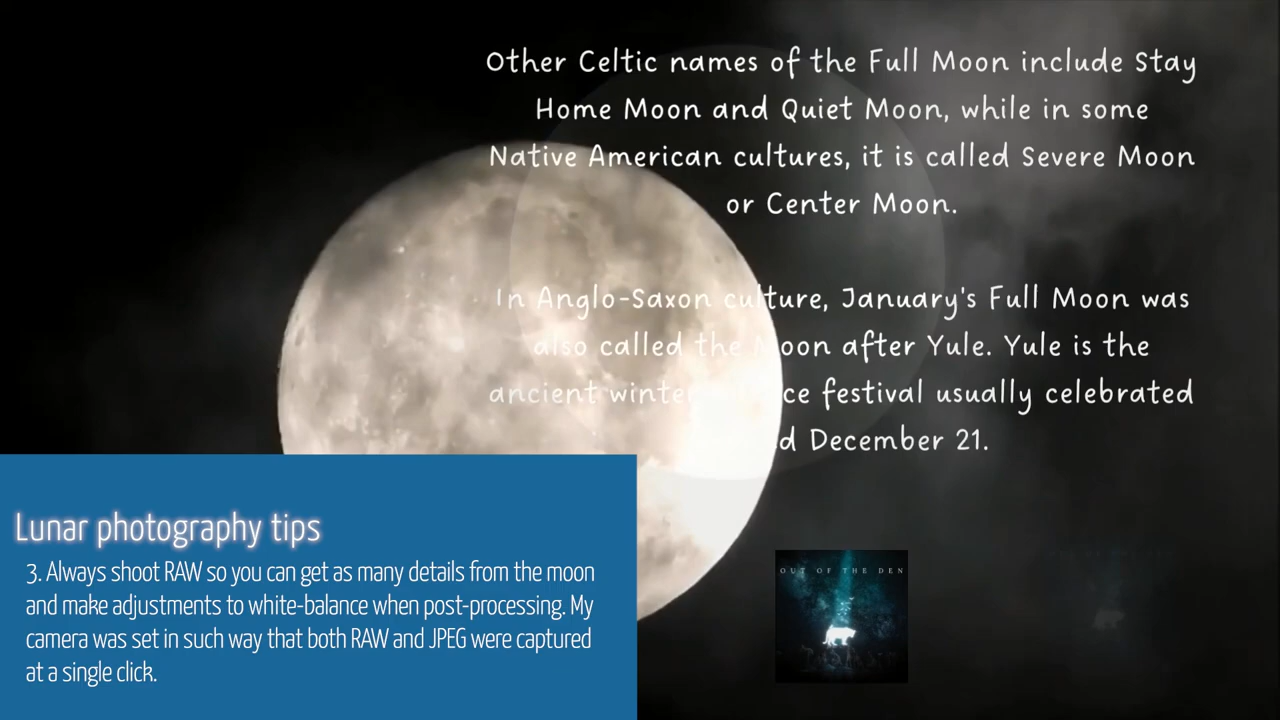 Other Celtic names of the Full Moon include Stay
Home Moon and Quiet Moon, while in some
Native American cultures, it is called Severe Moon
or Center Moon.
In Anglo-Saxon culture, January's Full Moon was
also called the Moon after Yule. Yule is the
ancient winter ce festival usually celebrated
d December 21.
Lunar photography tips
3. Always shoot RAW so you can get as many details from the moon
and make adjustments to white-balance when post-processing. My
camera was set in such way that both RAW and JPEG were captured
at a single click.
OUT OF THE DEN